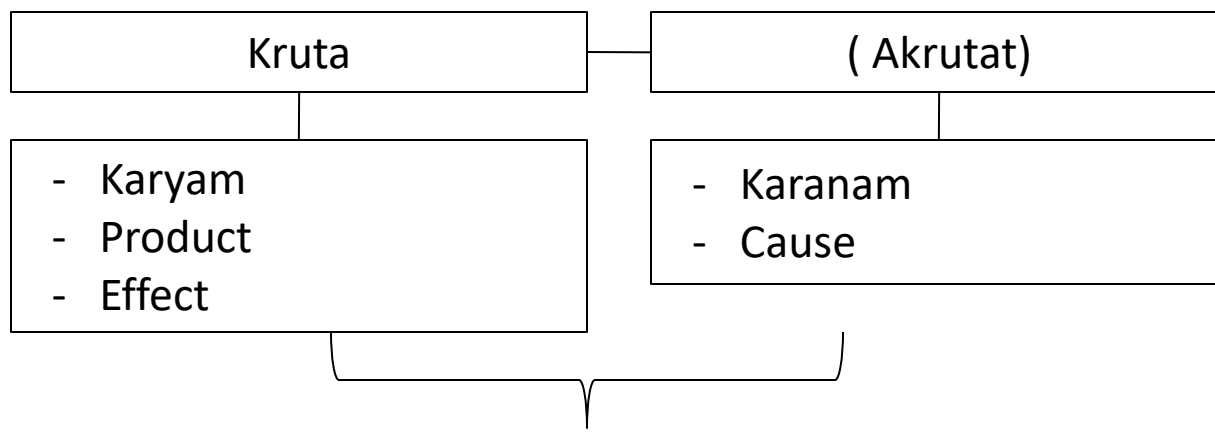 Kruta
( Akrutat)
- Karyam
- Product
- Effect
- Karanam
- Cause